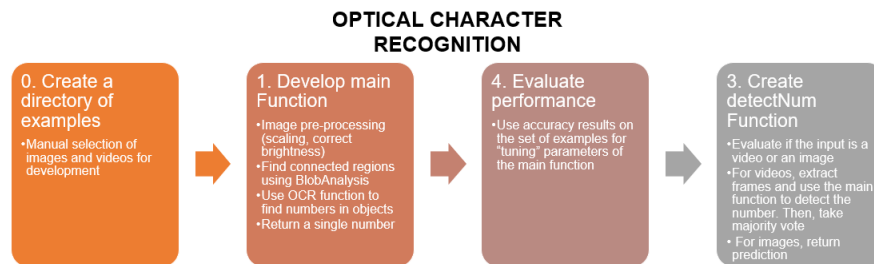 OPTICAL CHARACTER
RECOGNITION
0. Create a
directory of
examples
•Manual selection of
images and videos for
development
1. Develop main
Function
•Image pre-processing
(scaling, correct
brightness)
•Find connected regions
using BlobAnalysis
•Use OCR function to
find numbers in objects
•Return a single number
4. Evaluate
performance
•Use accuracy results on
the set of examples for
“tuning” parameters of
the main function
3. Create
detectNum
Function
•Evaluate if the input is a
video or an image
•For videos, extract
frames and use the main
function to detect the
number. Then, take
majority vote
• For images, return
prediction